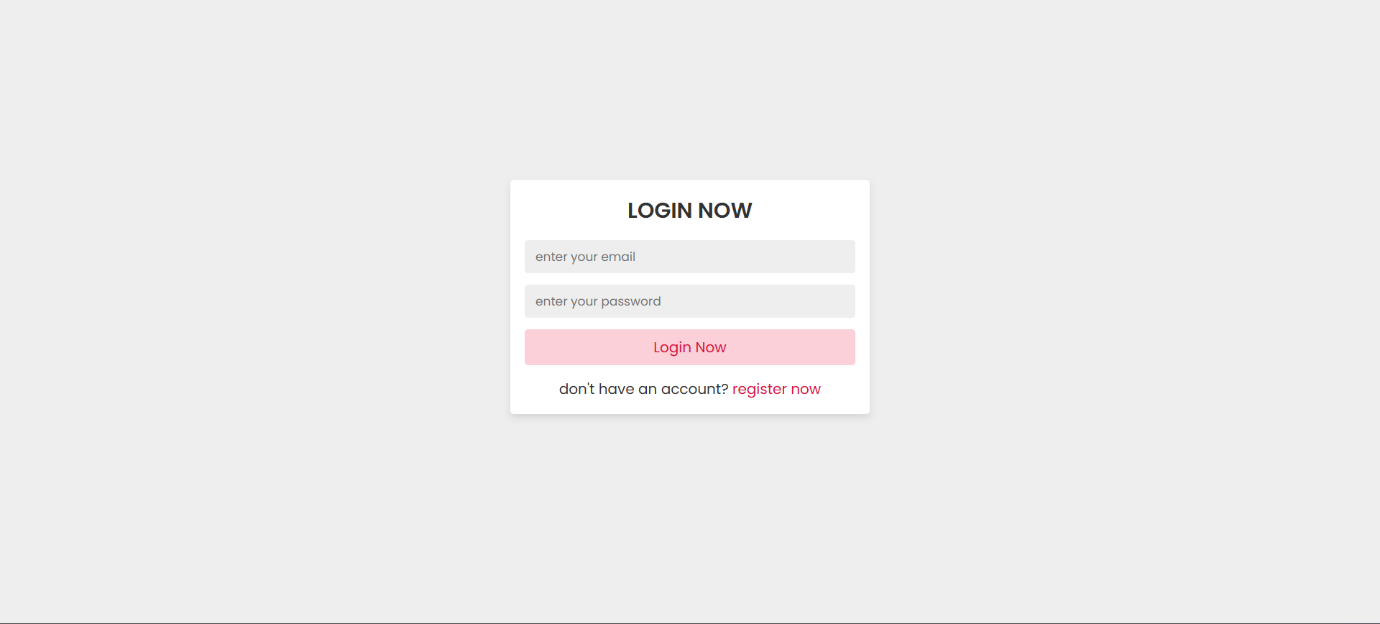 LOGIN NOW
enter your email
enter your password
Login Now
don't have an account? register now